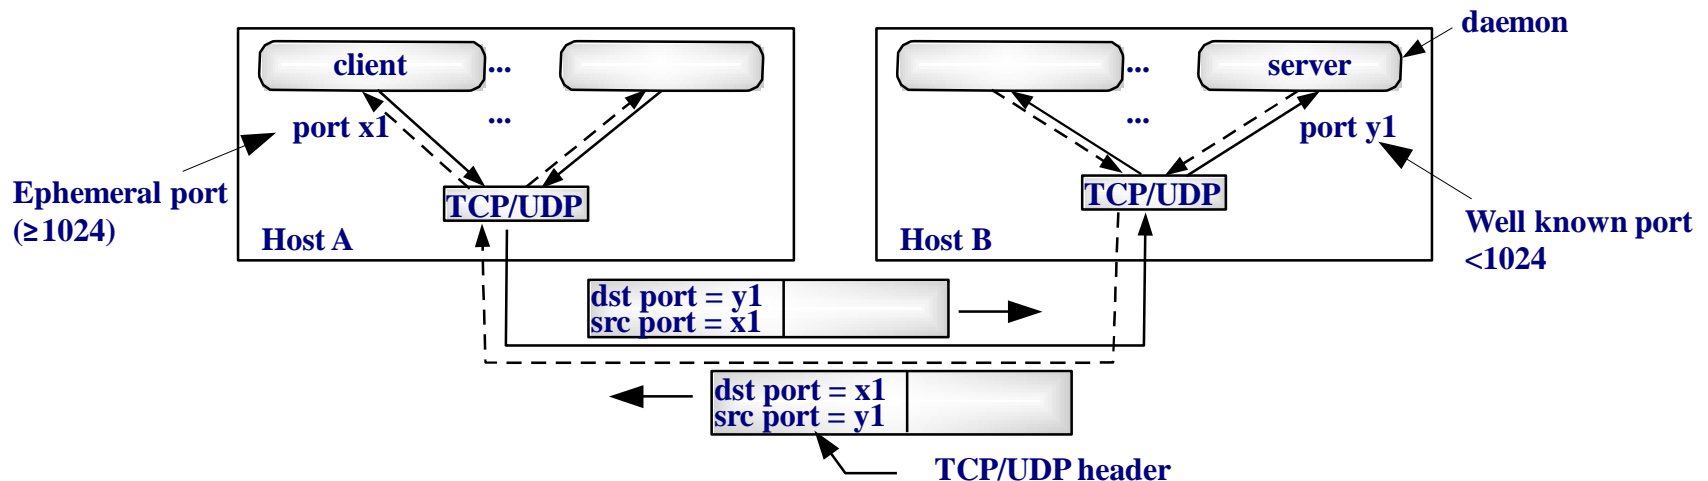 daemon
client
...
...
server
port x1
...
...
port y1
Ephemeral port
(≥1024)
TCP/UDP
TCP/UDP
Host A
Host B
Well known port
<1024
dst port = y1
src port = x1
dst port = x1
src port = y1
TCP/UDP header